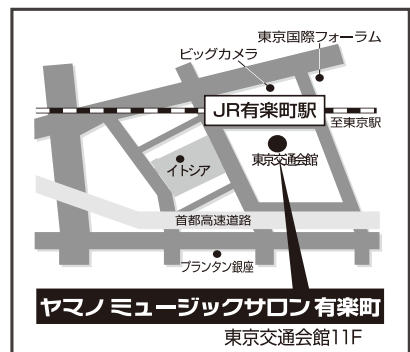 東京国際フォーラム
ビッグカメラ
JR有楽町駅
至東京駅
東京交通会館
イトシア
首都高速道路
プランタン銀座
ヤマノ ミュージックサロン 有楽町
東京交通会館11F